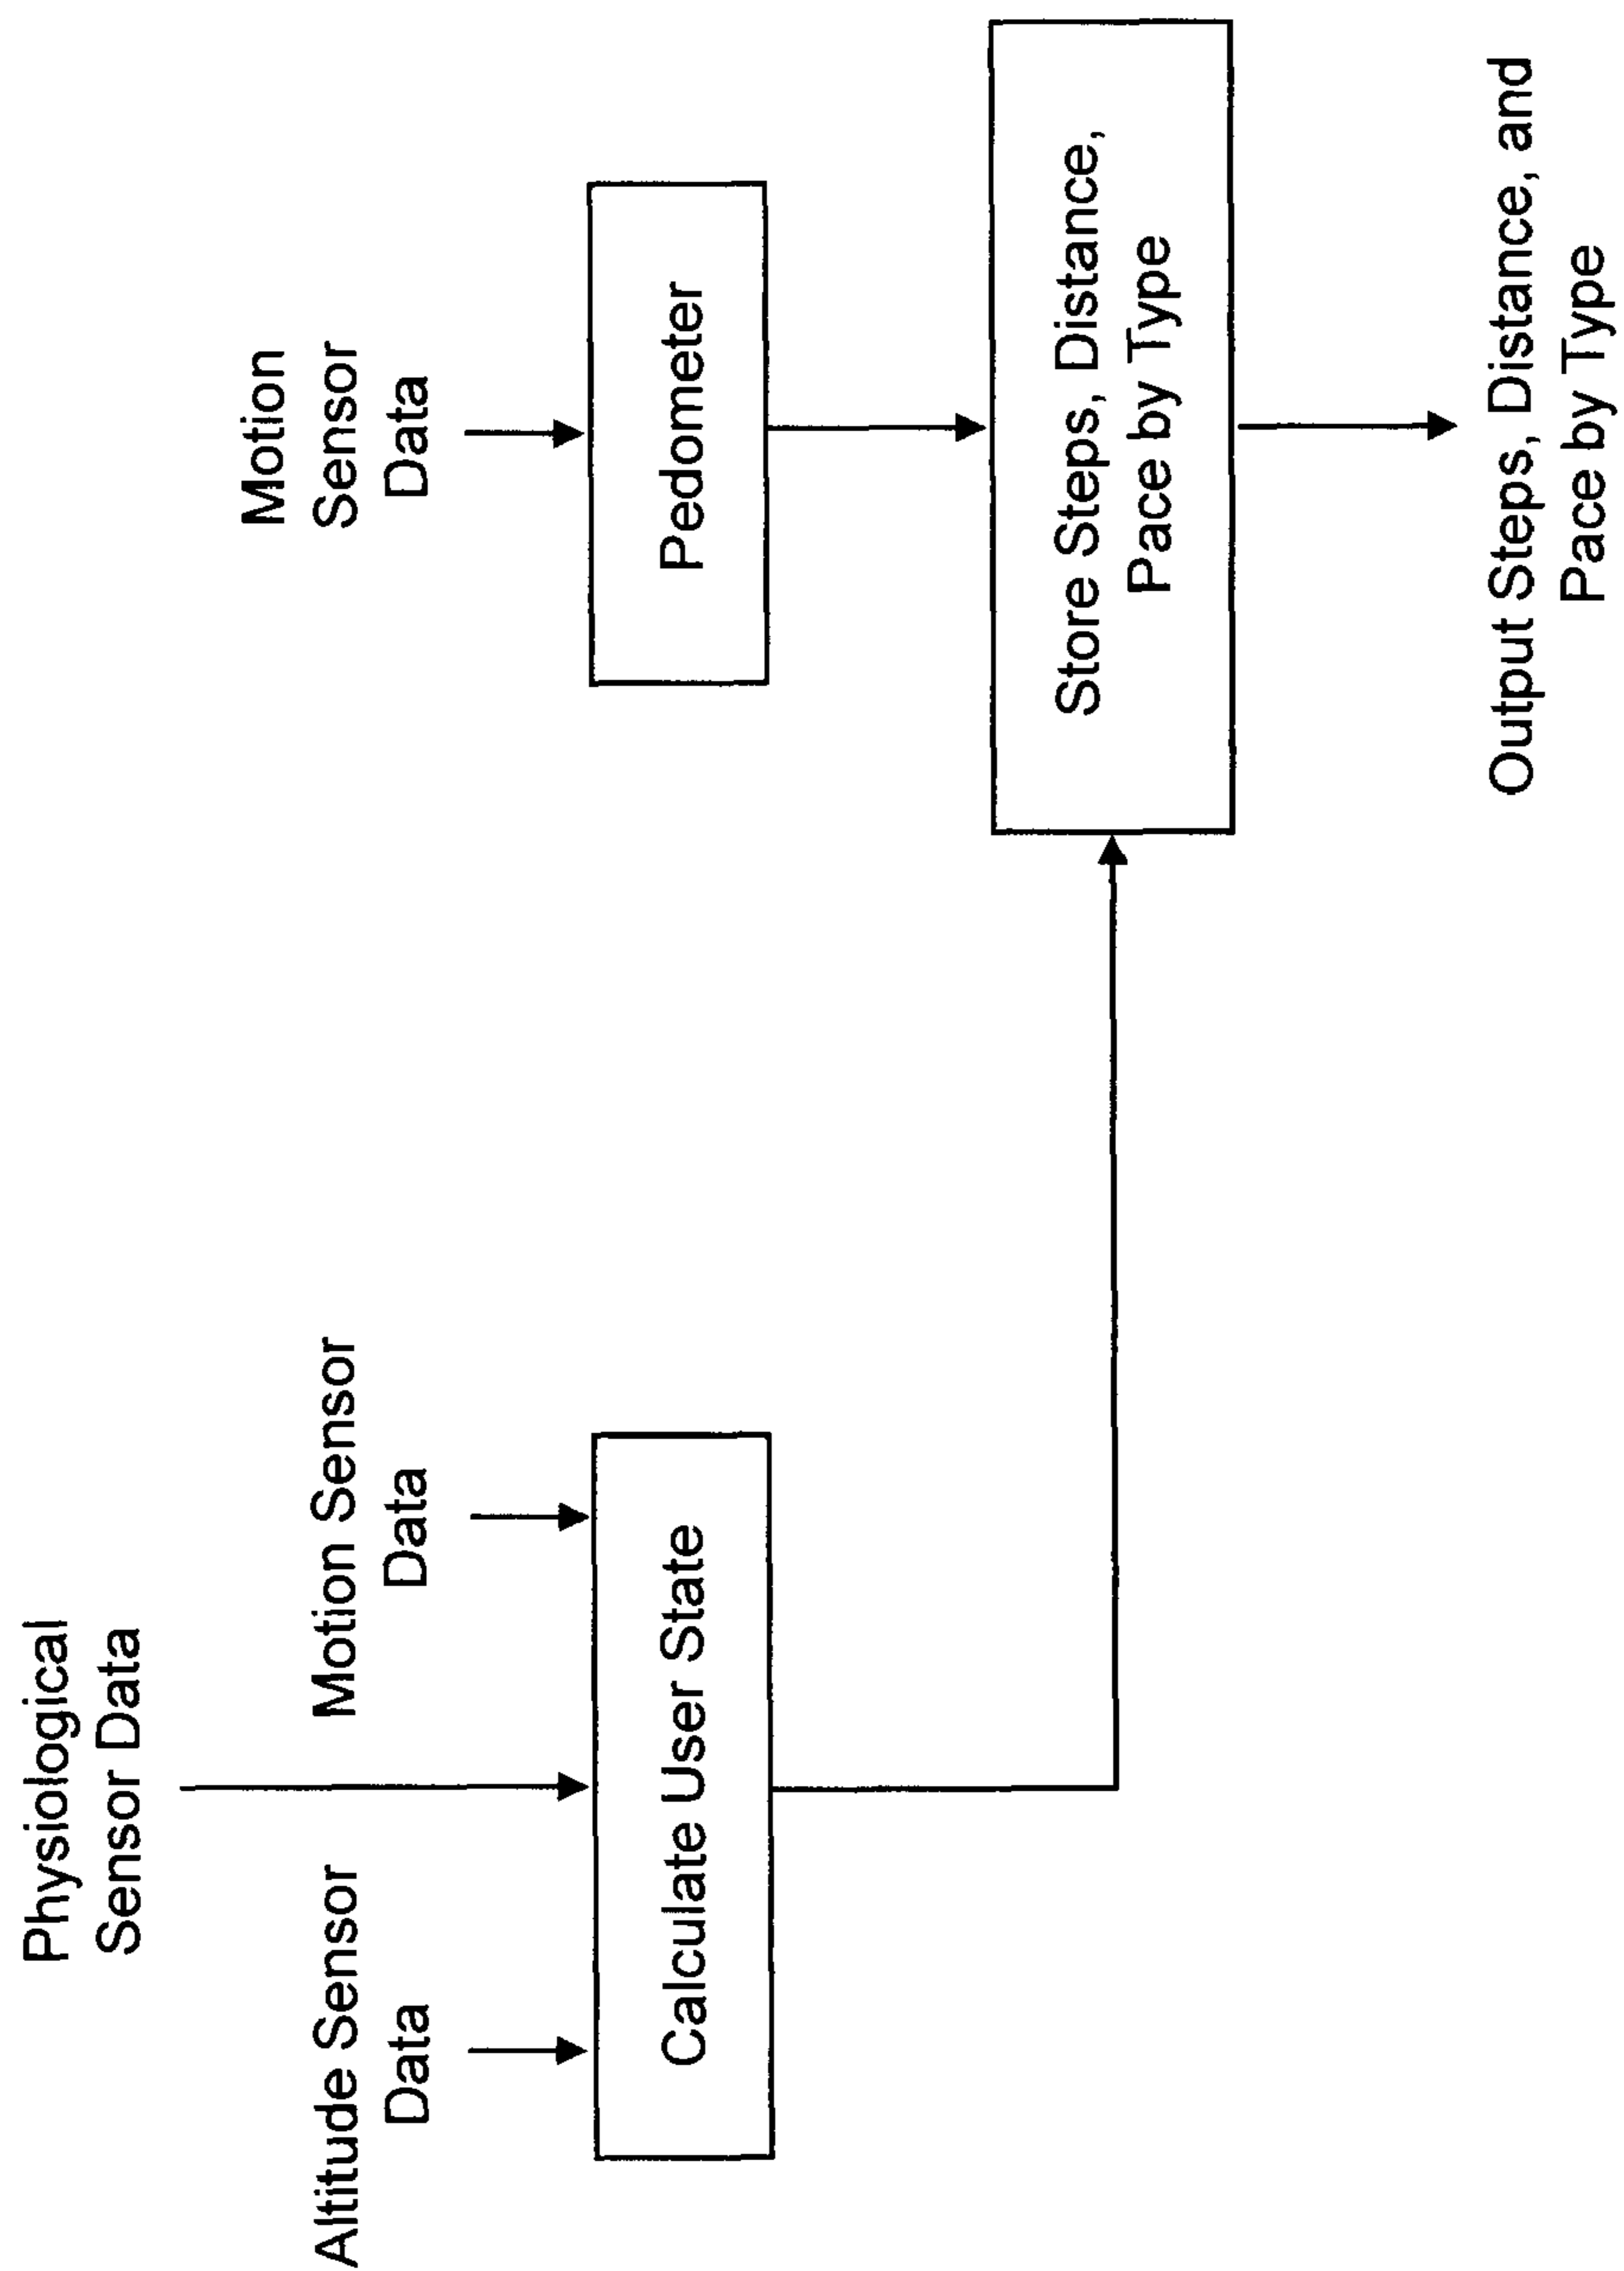 Physiological
Sensor Data
Altitude Sensor
Data
Motion Sensor
Data
Motion
Sensor
Data
Calculate User State
Pedometer
Store Steps, Distance,
Pace by Type
Output Steps, Distance, and
Pace by Type